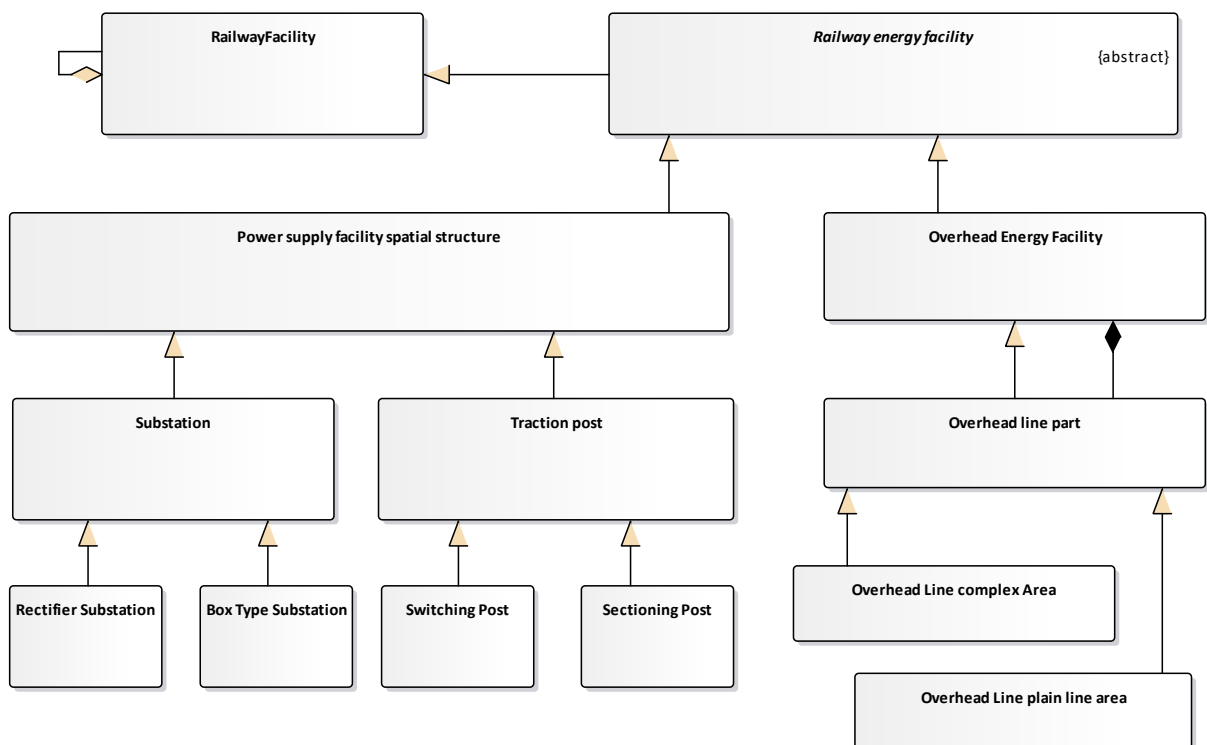 RailwayFacility
Railway energy facility
{abstract}
Power supply facility spatial structure
Overhead Energy Facility
Substation
Traction post
Overhead line part
Rectifier Substation
Box Type Substation
Switching Post
Sectioning Post
Overhead Line complex Area
Overhead Line plain line area